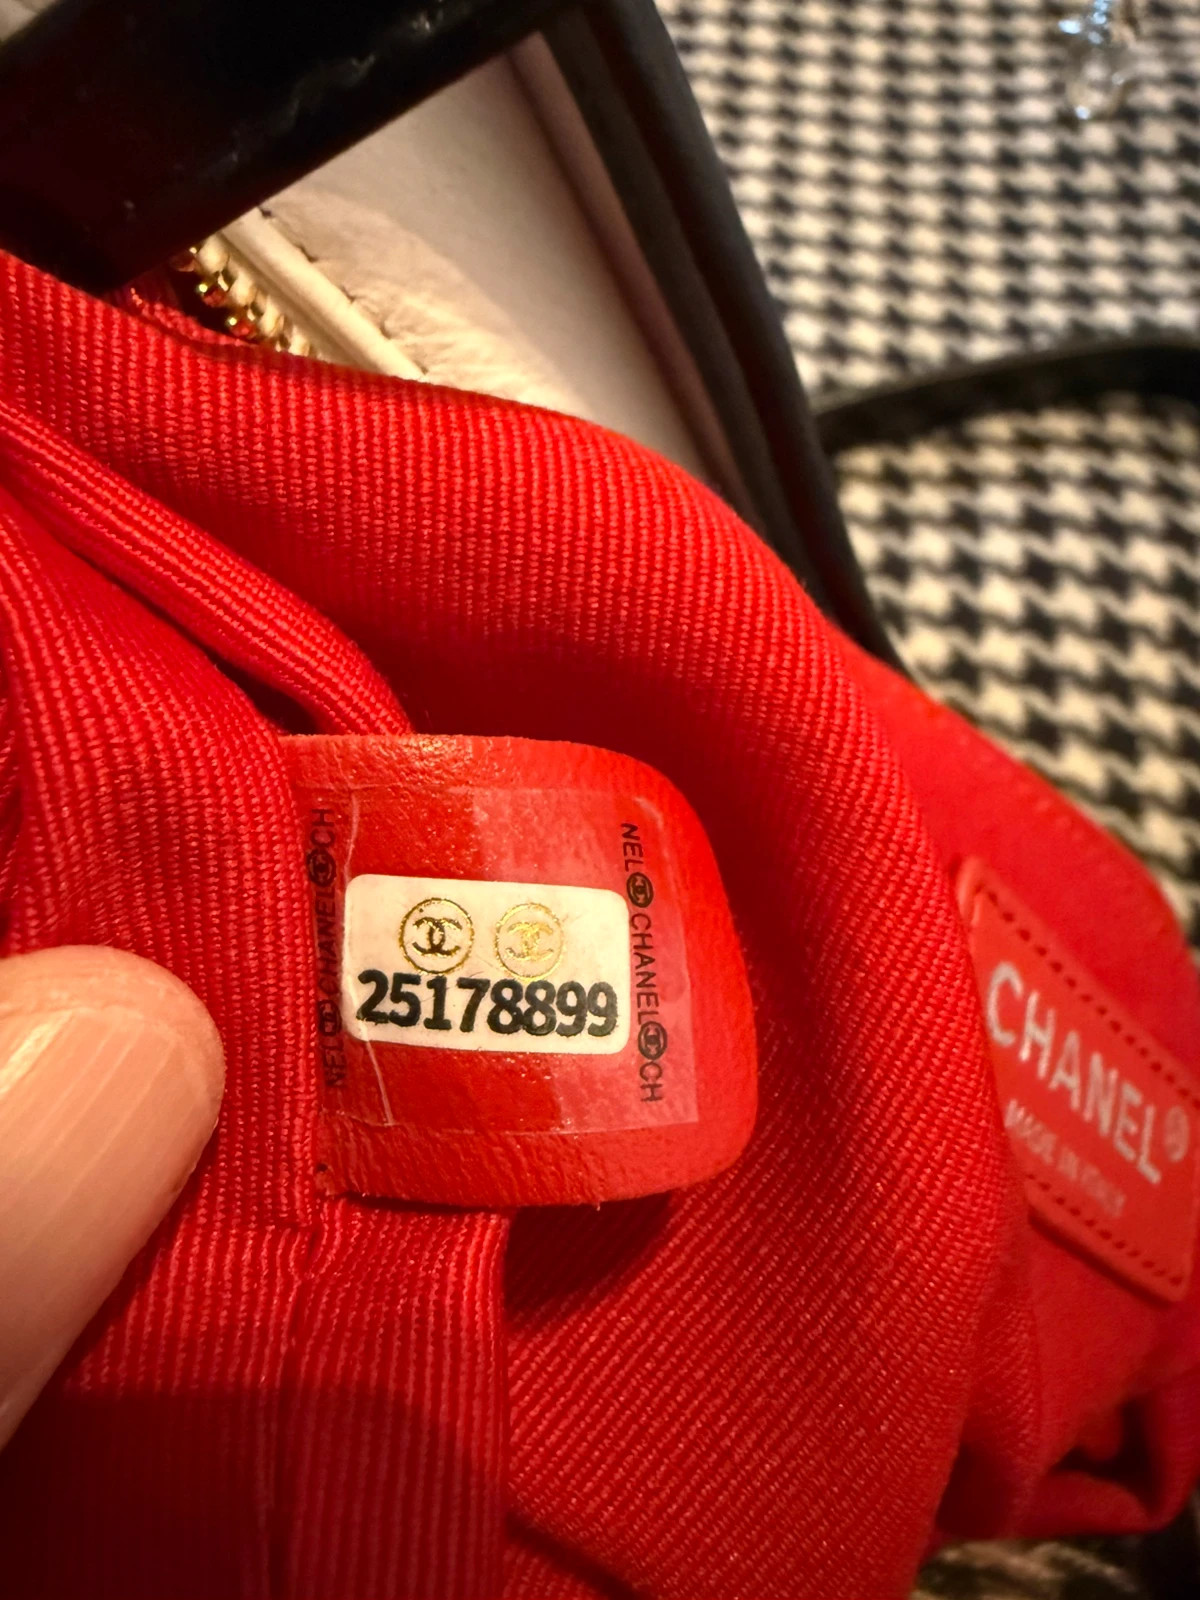 NEL CHANEL CH
NEL CHANEL CH
25178899
CHANEL®
MADE IN ITALY